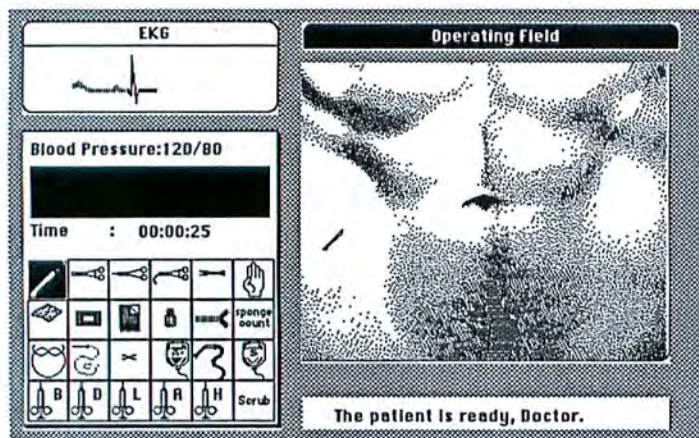 EKG
Operating Field
Blood Pressure:120/80
Time : 00:00:25
sponge count
B D L A H Scrub
The patient is ready, Doctor.